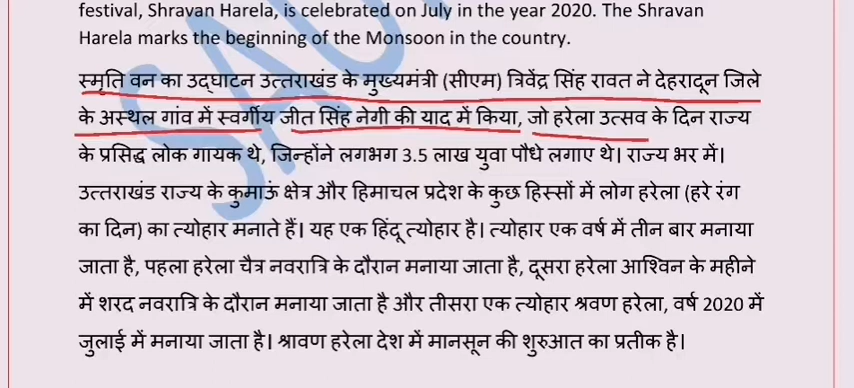 festival, Shravan Harela, is celebrated on July in the year 2020. The Shravan
Harela marks the beginning of the Monsoon in the country.
स्मृति वन का उद्घाटन उत्तराखंड के मुख्यमंत्री (सीएम) त्रिवेंद्र सिंह रावत ने देहरादून जिले
के अस्थल गांव में स्वर्गीय जीत सिंह नेगी की याद में किया, जो हरेला उत्सव के दिन राज्य
के प्रसिद्ध लोक गायक थे, जिन्होंने लगभग 3.5 लाख युवा पौधे लगाए थे। राज्य भर में।
उत्तराखंड राज्य के कुमाऊं क्षेत्र और हिमाचल प्रदेश के कुछ हिस्सों में लोग हरेला (हरे रंग
का दिन) का त्योहार मनाते हैं। यह एक हिंदू त्योहार है। त्योहार एक वर्ष में तीन बार मनाया
जाता है, पहला हरेला चैत्र नवरात्रि के दौरान मनाया जाता है, दूसरा हरेला आश्विन के महीने
में शरद नवरात्रि के दौरान मनाया जाता है और तीसरा एक त्योहार श्रवण हरेला, वर्ष 2020 में
जुलाई में मनाया जाता है। श्रावण हरेला देश में मानसून की शुरुआत का प्रतीक है।